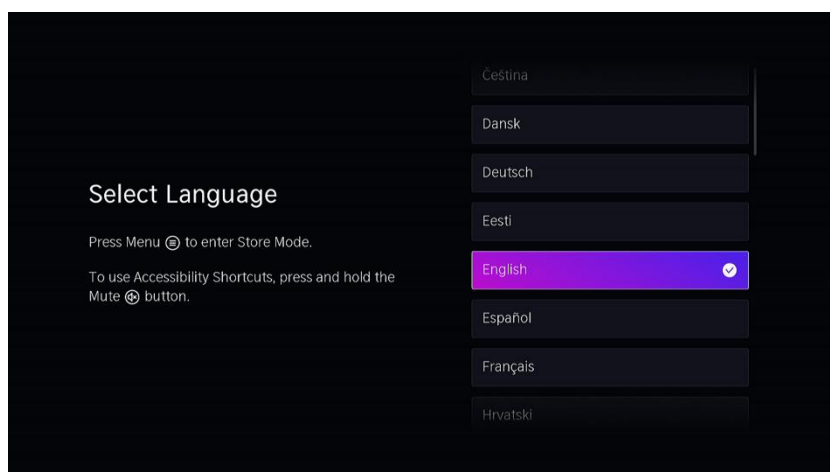 Select Language
Press Menu to enter Store Mode.
To use Accessibility Shortcuts, press and hold the
Mute button.
Čeština
Dansk
Deutsch
Eesti
English
Español
Français
Hrvatski